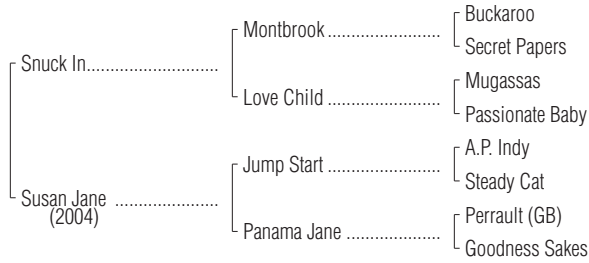 Buckaroo
Montbrook ........................
Secret Papers
Snuck In............................
Mugassas
Love Child ........................
Passionate Baby
A.P. Indy
Jump Start ........................
Steady Cat
Susan Jane ......................
(2004)
Perrault (GB)
Panama Jane ....................
Goodness Sakes